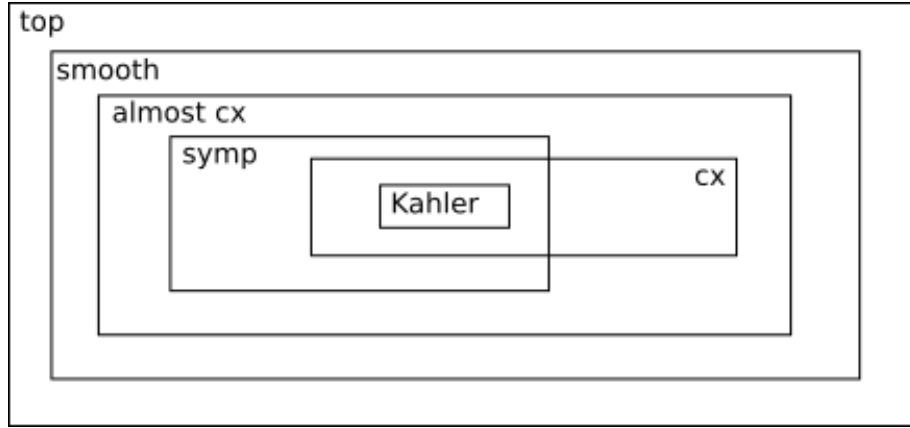 top
smooth
almost cx
symp
cx
Kahler